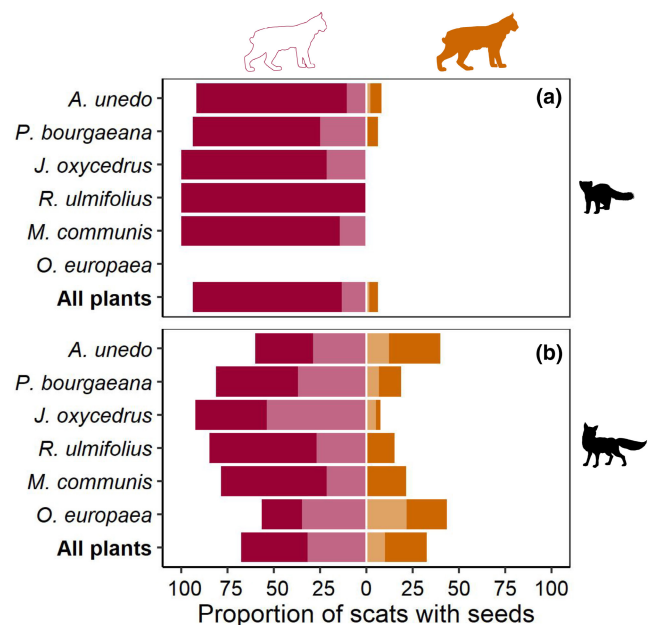 (a)
A. unedo
P. bourgaeana
J. oxycedrus
R. ulmifolius
M. communis
O. europaea
All plants
(b)
A. unedo
P. bourgaeana
J. oxycedrus
R. ulmifolius
M. communis
O. europaea
All plants
100 75 50 25 0 25 50 75 100
Proportion of scats with seeds